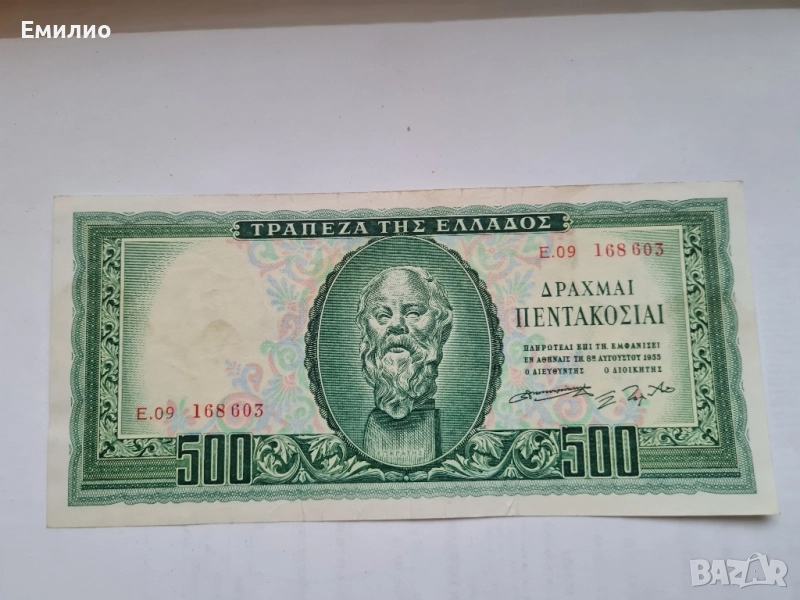 Емилио
ΤΡΑΠΕΖΑ ΤΗΣ ΕΛΛΑΔΟΣ
E.09 168603
ΔΡΑΧΜΑΙ
ΠΕΝΤΑΚΟΣΙΑΙ
ΠΛΗΡΩΤΕΑΙ ΕΠΙ ΤΗ ΕΜΦΑΝΙΣΕΙ
ΕΝ ΑΘΗΝΑΙΣ ΤΗ 8Η ΑΥΓΟΥΣΤΟΥ 1955
Ο ΔΙΕΥΘΥΝΤΗΣ Ο ΔΙΟΙΚΗΤΗΣ
E.09 168603
500 500
BAZAR